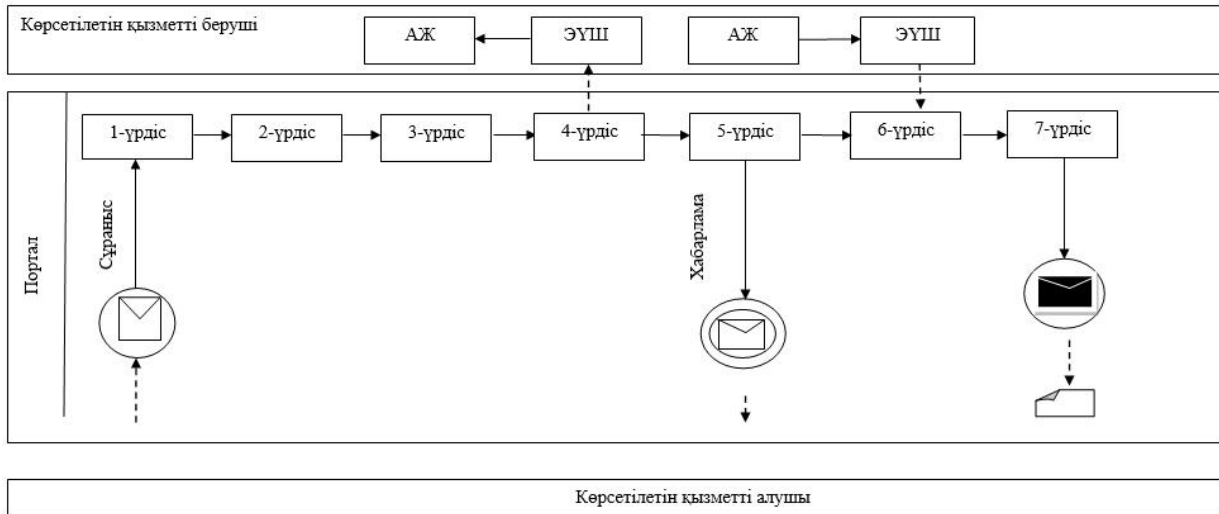 Көрсетілетін қызметті беруші
АЖ
ЭҮШ
АЖ
ЭҮШ
Портал
1-үрдіс
2-үрдіс
3-үрдіс
4-үрдіс
5-үрдіс
6-үрдіс
7-үрдіс
Сұраныс
Хабарлама
Көрсетілетін қызметті алушы